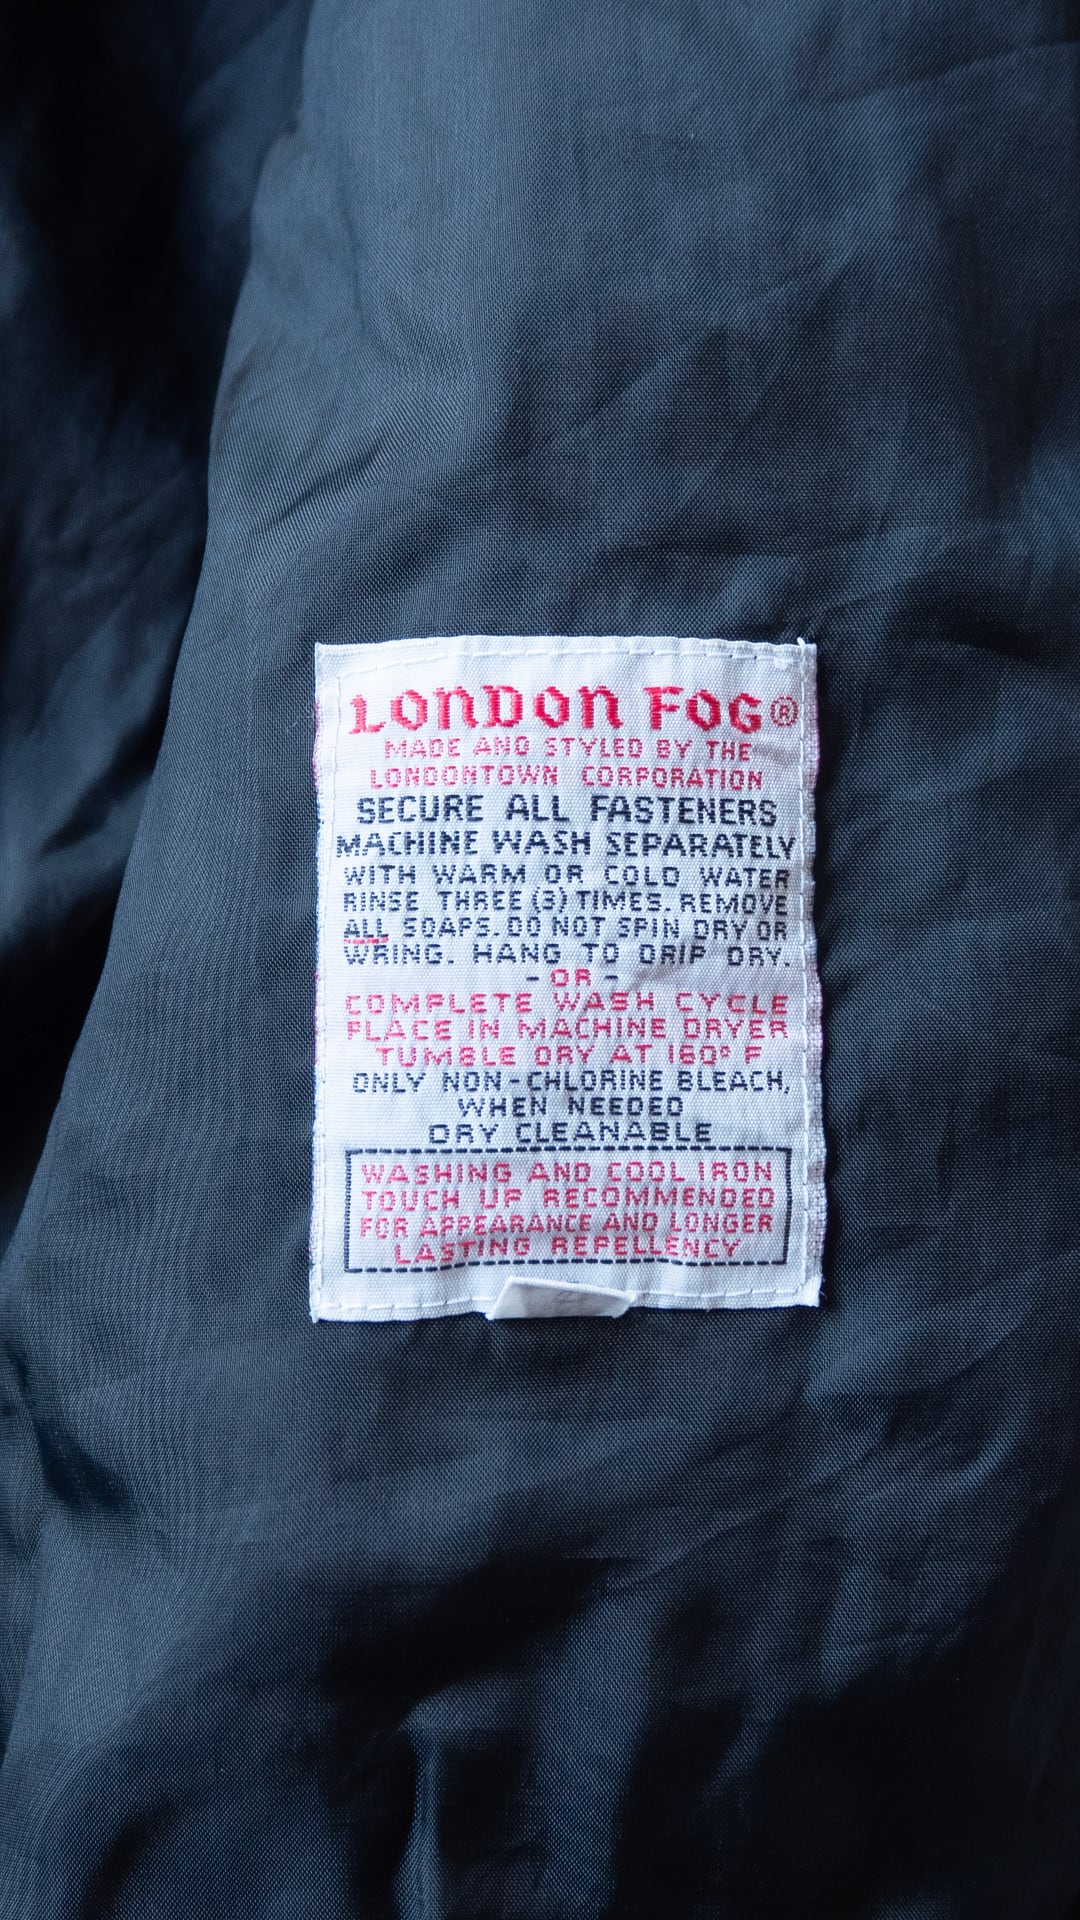 LONDON FOG®
MADE AND STYLED BY THE
LONDONTOWN CORPORATION
SECURE ALL FASTENERS
MACHINE WASH SEPARATELY
WITH WARM OR COLD WATER
RINSE THREE (3) TIMES. REMOVE
ALL SOAPS. DO NOT SPIN DRY OR
WRING. HANG TO DRIP DRY.
- OR -
COMPLETE WASH CYCLE
PLACE IN MACHINE DRYER
TUMBLE DRY AT 160° F
ONLY NON-CHLORINE BLEACH,
WHEN NEEDED
DRY CLEANABLE
WASHING AND COOL IRON
TOUCH UP RECOMMENDED
FOR APPEARANCE AND LONGER
LASTING REPELLENCY